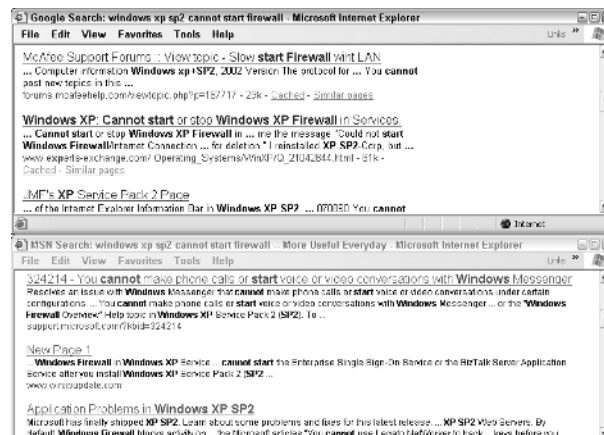 Google Search: windows xp sp2 cannot start firewall - Microsoft Internet Explorer
File Edit View Favorites Tools Help Links »
McAfee Support Forums :: View topic - Slow start Firewall wiht LAN
... Computer information Windows xp+SP2, 2002 Version The protocol for ... You cannot
post new topics in this ...
forums.mcafeehelp.com/viewtopic.php?p=187717 - 29k - Cached - Similar pages
Windows XP: Cannot start or stop Windows XP Firewall in Services.
... Cannot start or stop Windows XP Firewall in ... me the message "Could not start
Windows Firewall/Internet Connection ... for deletion." I reinstalled XP SP2-Corp, but ...
www.experts-exchange.com/ Operating_Systems/WinXP/Q_21042844.html - 61k -
Cached - Similar pages
JMF's XP Service Pack 2 Page
... of the Internet Explorer Information Bar in Windows XP SP2. ... 070090 You cannot
Internet
MSN Search: windows xp sp2 cannot start firewall -- More Useful Everyday - Microsoft Internet Explorer
File Edit View Favorites Tools Help Links »
324214 - You cannot make phone calls or start voice or video conversations with Windows Messenger
Resolves an issue with Windows Messenger that cannot make phone calls or start voice or video conversations under certain
configurations. ... You cannot make phone calls or start voice or video conversations with Windows Messenger ... or the "Windows
Firewall Overview" Help topic in Windows XP Service Pack 2 (SP2). To ...
support.microsoft.com/?kbid=324214
New Page 1
... Windows Firewall in Windows XP Service ... cannot start the Enterprise Single Sign-On Service or the BizTalk Server Application
Service after you install Windows XP Service Pack 2 (SP2 ...
www.winxpupdate.com
Application Problems in Windows XP SP2
Microsoft has finally shipped XP SP2. Learn about some problems and fixes for this latest release. ... XP SP2 Web Servers. By
default Windows Firewall blocks activity on ... the Microsoft articles "You cannot use Legato NetWorker to back ... keys before you